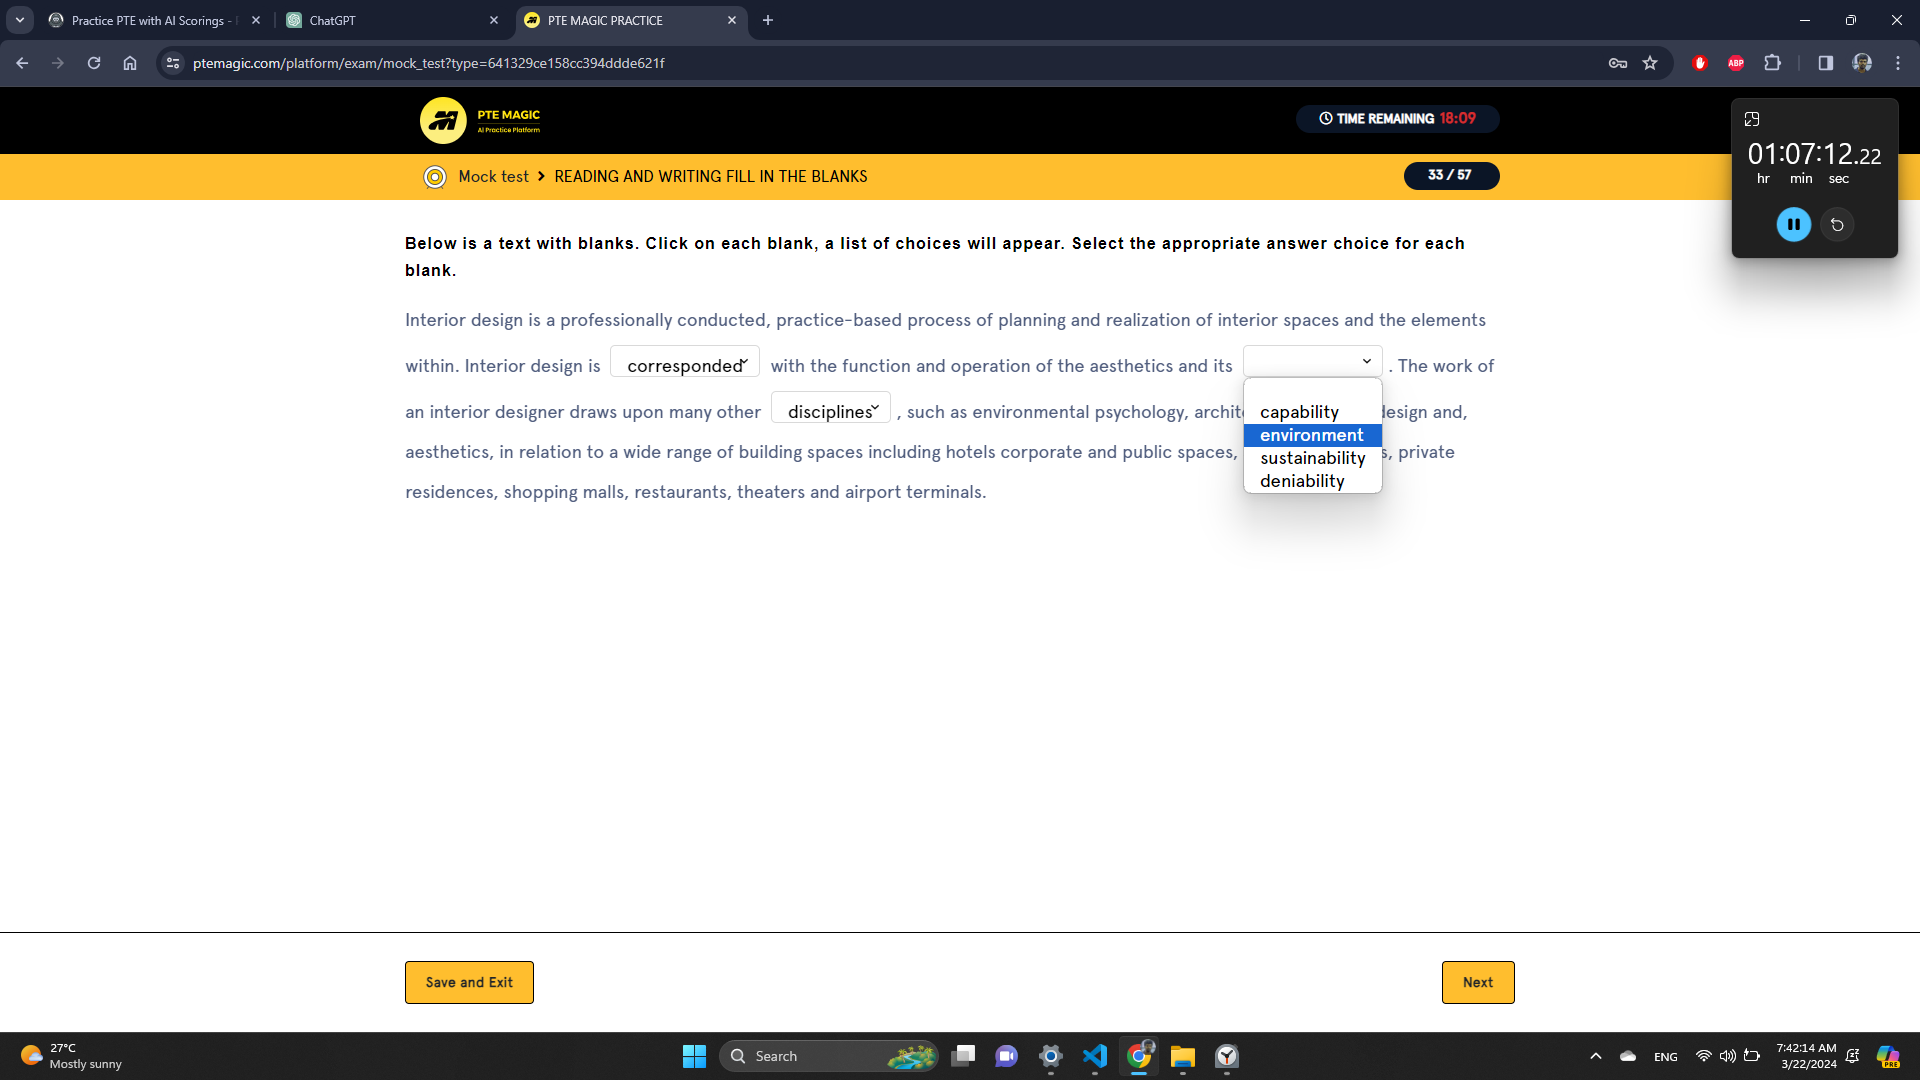 Practice PTE with AI Scorings -
ChatGPT
PTE MAGIC PRACTICE
ptemagic.com/platform/exam/mock_test?type=641329ce158cc394ddde621f
ABP
PTE MAGIC
AI Practice Platform
TIME REMAINING 18:09
01:07:12.22
hr min sec
Mock test > READING AND WRITING FILL IN THE BLANKS
33 / 57
Below is a text with blanks. Click on each blank, a list of choices will appear. Select the appropriate answer choice for each
blank.
Interior design is a professionally conducted, practice-based process of planning and realization of interior spaces and the elements
within. Interior design is corresponded with the function and operation of the aesthetics and its . The work of
an interior designer draws upon many other disciplines , such as environmental psychology, archit design and,
aesthetics, in relation to a wide range of building spaces including hotels corporate and public spaces, s, private
residences, shopping malls, restaurants, theaters and airport terminals.
capability
environment
sustainability
deniability
Save and Exit
Next
27°C
Mostly sunny
Search
ENG
7:42:14 AM
3/22/2024
PRE